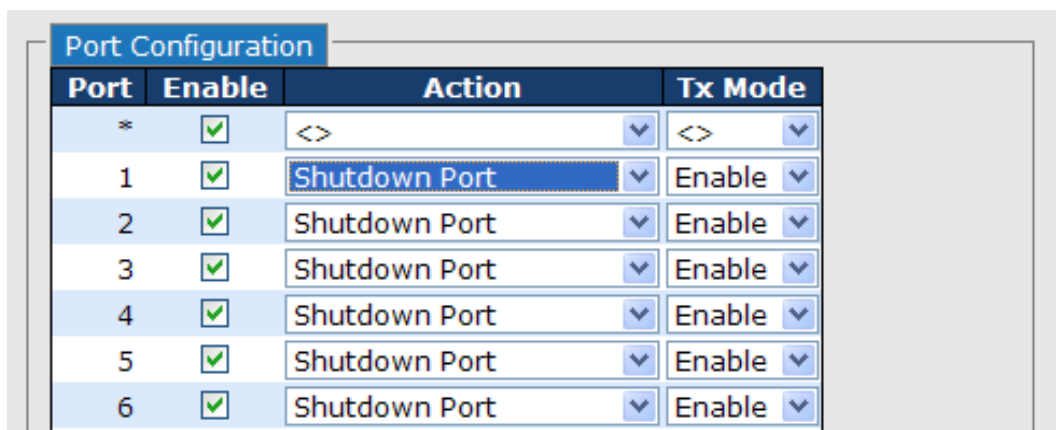 Port Configuration
Port Enable Action Tx Mode
* <> <>
1 Shutdown Port Enable
2 Shutdown Port Enable
3 Shutdown Port Enable
4 Shutdown Port Enable
5 Shutdown Port Enable
6 Shutdown Port Enable